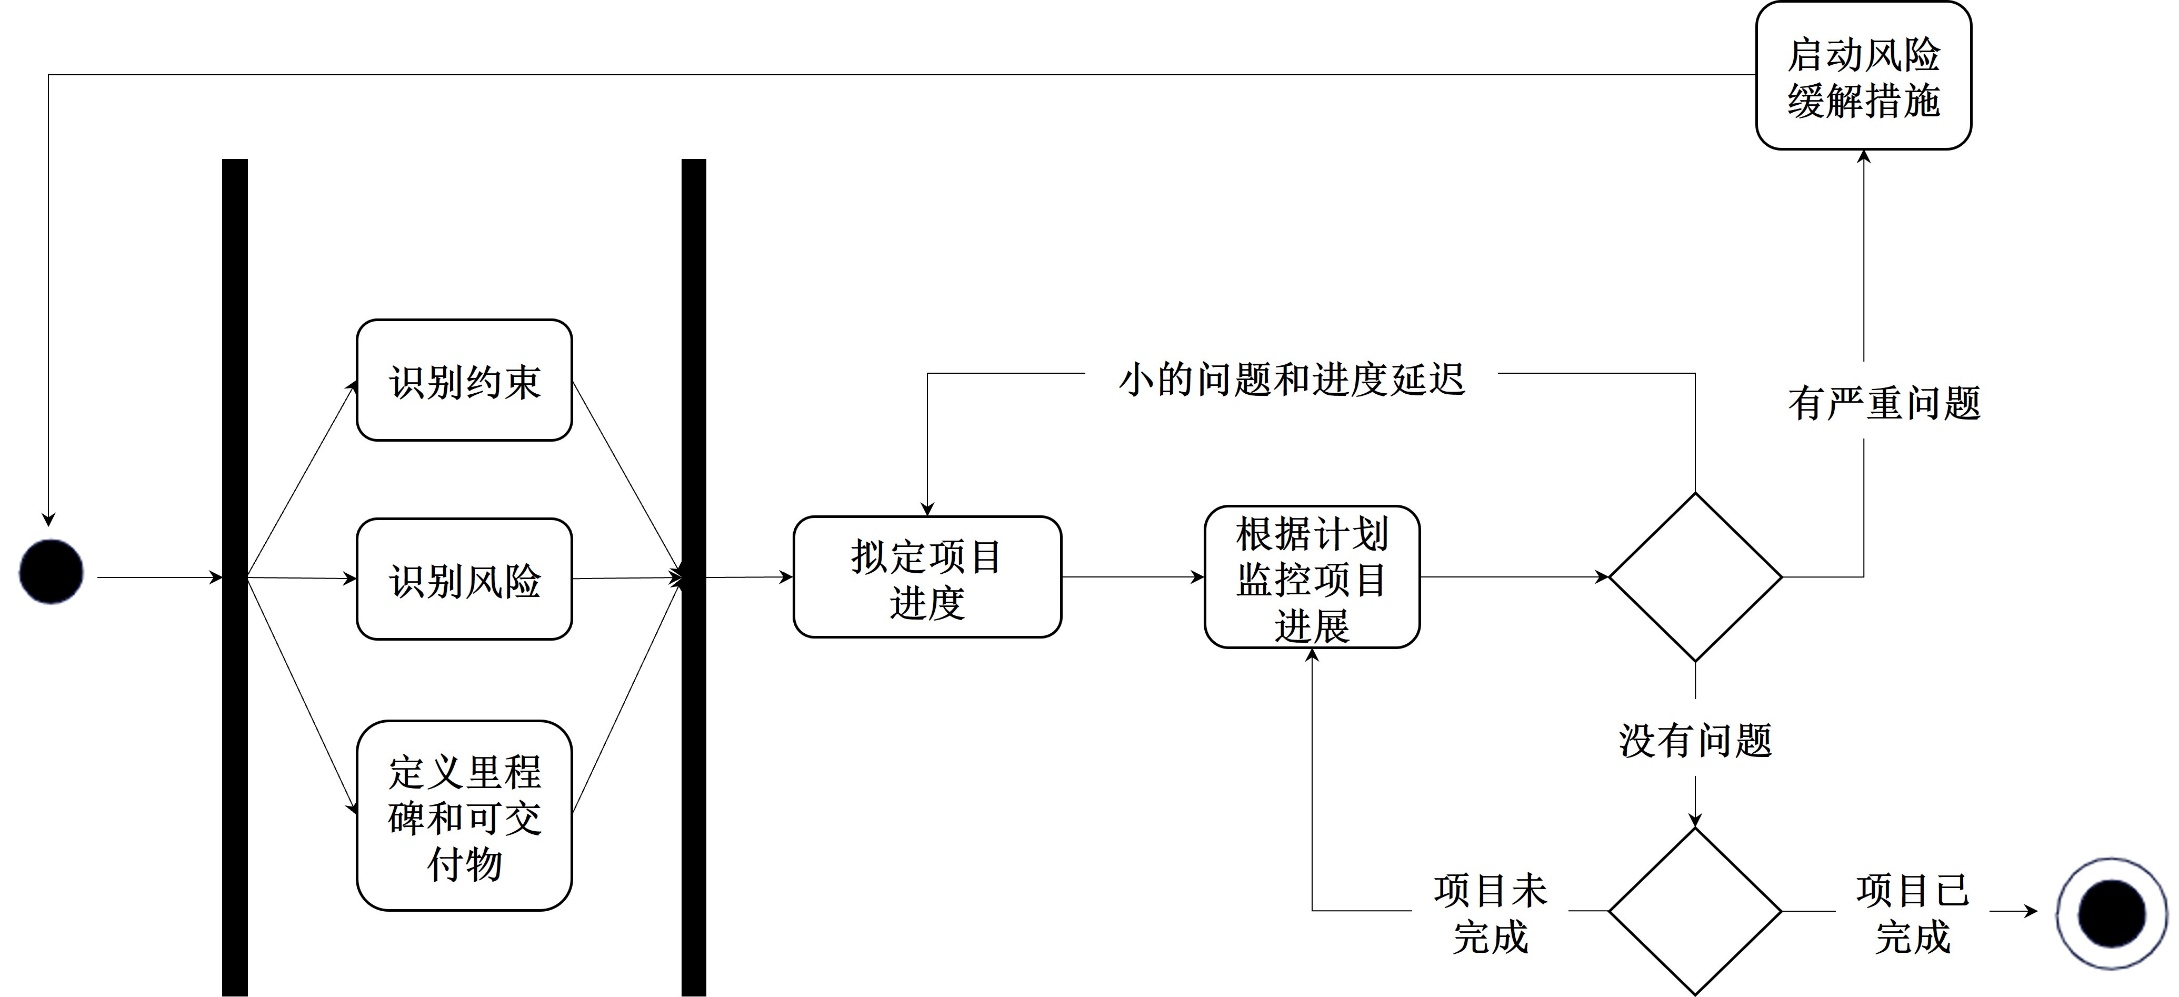 启动风险
缓解措施
小的问题和进度延迟
有严重问题
识别约束
识别风险
定义里程
碑和可交
付物
拟定项目
进度
根据计划
监控项目
进展
没有问题
项目未
完成
项目已
完成